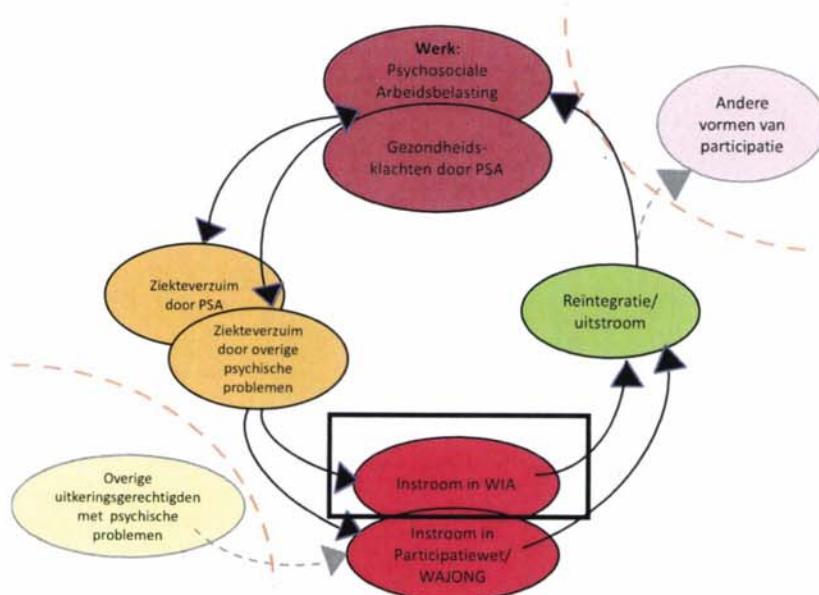 Werk:
Psychosociale
Arbeidsbelasting
Gezondheids-
klachten door PSA
Andere
vormen van
participatie
Ziekteverzuim
door PSA
Ziekteverzuim
door overige
psychische
problemen
Reïntegratie/
uitstroom
Overige
uitkeringsgerechtigden
met psychische
problemen
Instroom in WIA
Instroom in
Participatiewet/
WAJONG